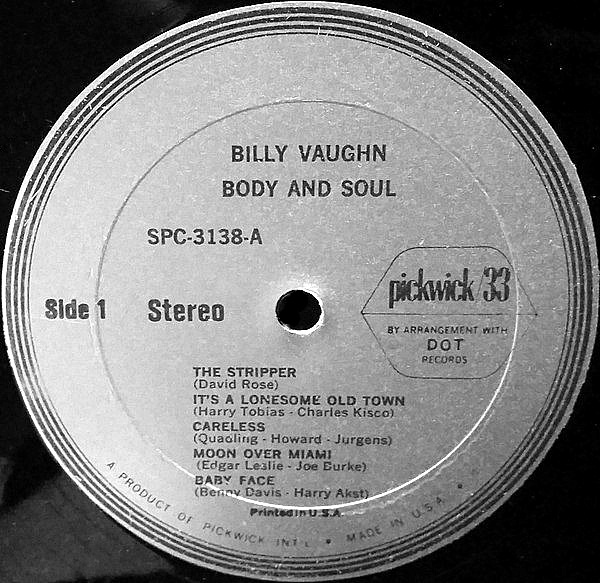 BILLY VAUGHN
BODY AND SOUL
SPC-3138-A
pickwick/33
BY ARRANGEMENT WITH
DOT
RECORDS
Side 1 Stereo
THE STRIPPER
(David Rose)
IT'S A LONESOME OLD TOWN
(Harry Tobias - Charles Kisco)
CARELESS
(Quadling - Howard - Jurgens)
MOON OVER MIAMI
(Edgar Leslie - Joe Burke)
BABY FACE
(Benny Davis - Harry Akst)
Printed in U.S.A.
A PRODUCT OF PICKWICK INT'L • MADE IN U.S.A. •